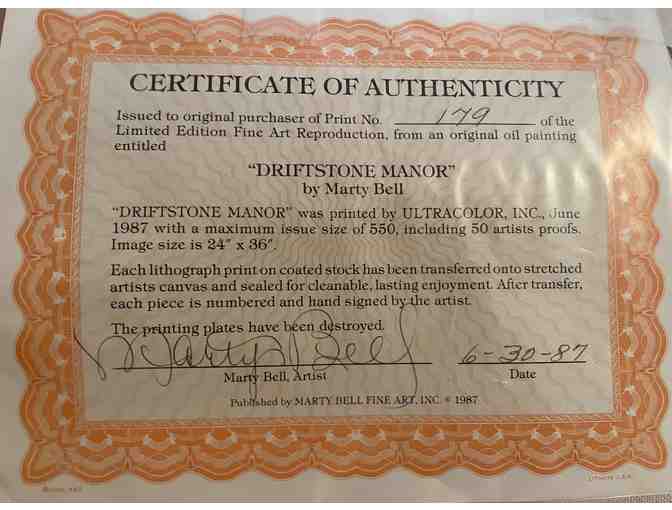 CERTIFICATE OF AUTHENTICITY
Issued to original purchaser of Print No. 179 of the
Limited Edition Fine Art Reproduction, from an original oil painting
entitled
"DRIFTSTONE MANOR"
by Marty Bell
"DRIFTSTONE MANOR" was printed by ULTRACOLOR, INC., June
1987 with a maximum issue size of 550, including 50 artists proofs.
Image size is 24″ x 36″.
Each lithograph print on coated stock has been transferred onto stretched
artists canvas and sealed for cleanable, lasting enjoyment. After transfer,
each piece is numbered and hand signed by the artist.
The printing plates have been destroyed.
Marty Bell 6-30-87
Marty Bell, Artist Date
Published by MARTY BELL FINE ART, INC. © 1987
LITHO IN U.S.A.